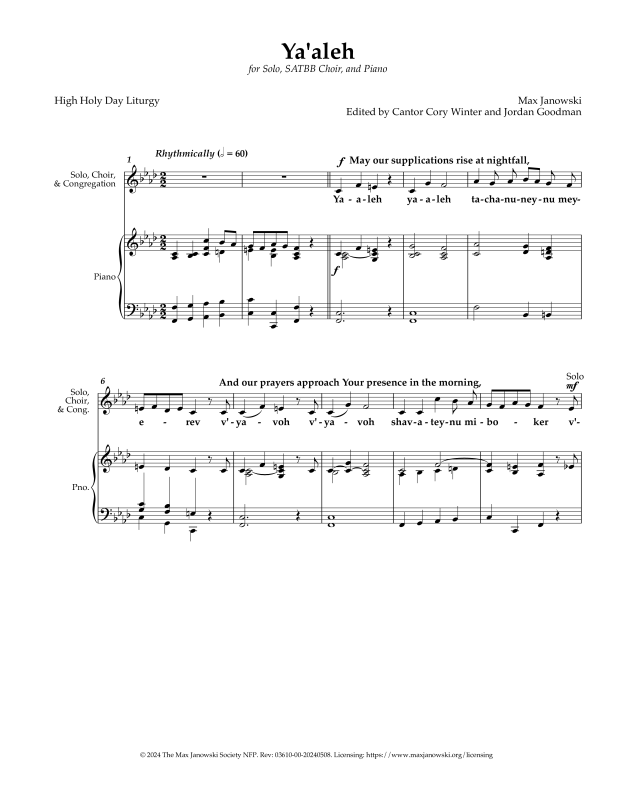 Ya'aleh
for Solo, SATBB Choir, and Piano
High Holy Day Liturgy
Max Janowski
Edited by Cantor Cory Winter and Jordan Goodman
1
Rhythmically (𝅗𝅥 = 60)
f May our supplications rise at nightfall,
Solo, Choir,
& Congregation
Ya - a - leh ya - a - leh ta-cha-nu-ney-nu mey-
Piano
f
6
And our prayers approach Your presence in the morning,
Solo
mf
Solo,
Choir,
& Cong.
e - rev v'- ya - voh v'- ya - voh shav-a-tey-nu mi - bo - ker v'-
Pno.
© 2024 The Max Janowski Society NFP. Rev: 03610-00-20240508. Licensing: https://www.maxjanowski.org/licensing